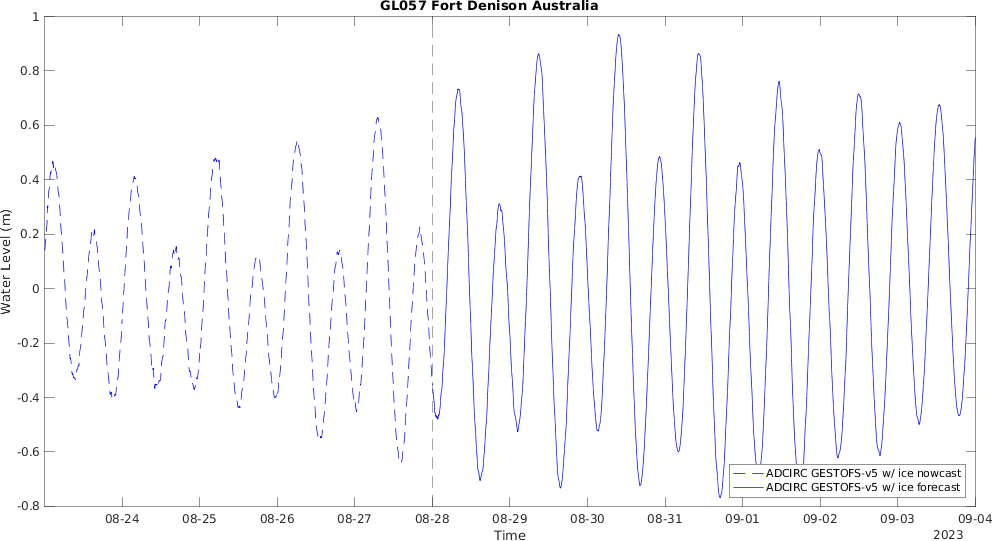 GL057 Fort Denison Australia
1
0.8
0.6
0.4
0.2
0
-0.2
-0.4
-0.6
-0.8
Water Level (m)
ADCIRC GESTOFS-v5 w/ ice nowcast
ADCIRC GESTOFS-v5 w/ ice forecast
08-24 08-25 08-26 08-27 08-28 08-29 08-30 08-31 09-01 09-02 09-03 09-04
Time
2023